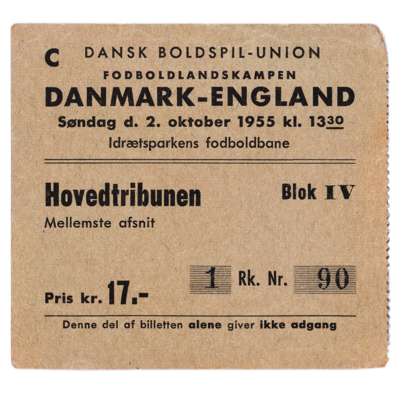 C DANSK BOLDSPIL-UNION
FODBOLDLANDSKAMPEN
DANMARK-ENGLAND
Søndag d. 2. oktober 1955 kl. 13³⁰
Idrætsparkens fodboldbane
Hovedtribunen Blok IV
Mellemste afsnit
1 Rk. Nr. 90
Pris kr. 17.-
Denne del af billetten alene giver ikke adgang